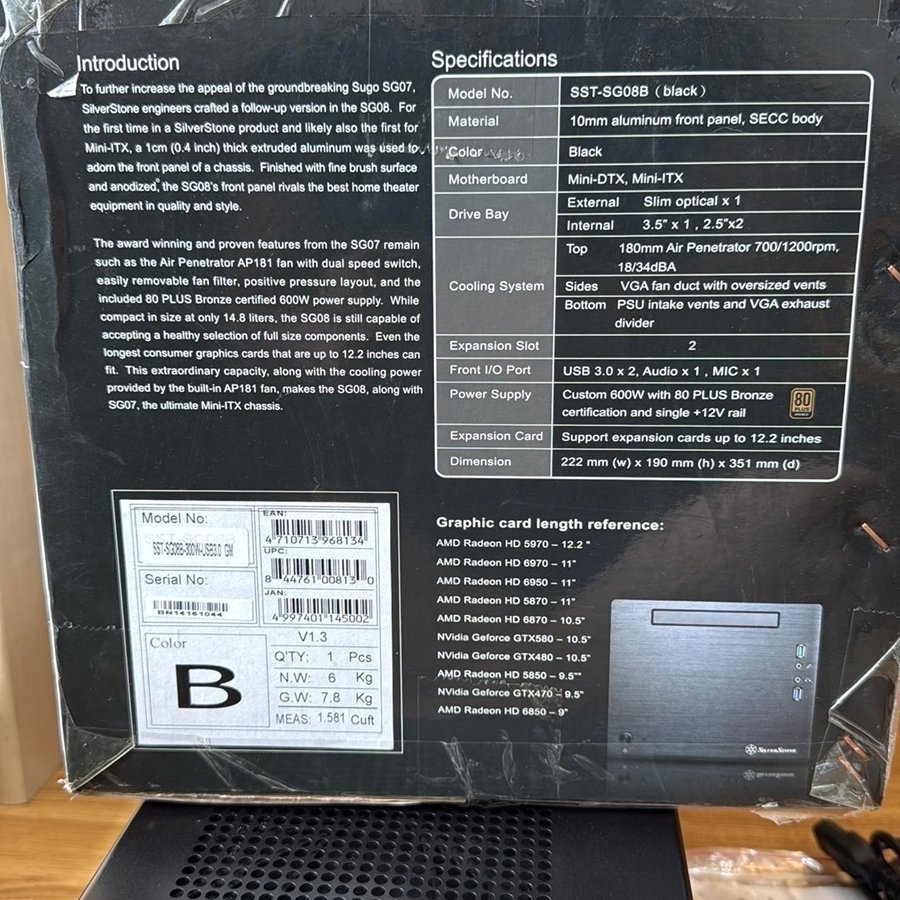 Introduction
To further increase the appeal of the groundbreaking Sugo SG07,
SilverStone engineers crafted a follow-up version in the SG08. For
the first time in a SilverStone product and likely also the first for
Mini-ITX, a 1cm (0.4 inch) thick extruded aluminum was used to
adorn the front panel of a chassis. Finished with fine brush surface
and anodized, the SG08's front panel rivals the best home theater
equipment in quality and style.
The award winning and proven features from the SG07 remain
such as the Air Penetrator AP181 fan with dual speed switch,
easily removable fan filter, positive pressure layout, and the
included 80 PLUS Bronze certified 600W power supply. While
compact in size at only 14.8 liters, the SG08 is still capable of
accepting a healthy selection of full size components. Even the
longest consumer graphics cards that are up to 12.2 inches can
fit. This extraordinary capacity, along with the cooling power
provided by the built-in AP181 fan, makes the SG08, along with
SG07, the ultimate Mini-ITX chassis.
Specifications
Model No. SST-SG08B (black)
Material 10mm aluminum front panel, SECC body
Color Black
Motherboard Mini-DTX, Mini-ITX
Drive Bay External Slim optical x 1
Internal 3.5" x 1 , 2.5"x2
Cooling System Top 180mm Air Penetrator 700/1200rpm,
18/34dBA
Sides VGA fan duct with oversized vents
Bottom PSU intake vents and VGA exhaust
divider
Expansion Slot 2
Front I/O Port USB 3.0 x 2, Audio x 1 , MIC x 1
Power Supply Custom 600W with 80 PLUS Bronze
certification and single +12V rail
80
PLUS
Expansion Card Support expansion cards up to 12.2 inches
Dimension 222 mm (w) x 190 mm (h) x 351 mm (d)
Model No:
SST-SG08B-300W-USB3.0 GM
Serial No:
BN14161044
Color
B
EAN:
4 710713 968134
UPC:
8 44761 00813 0
JAN:
4 997401 145002
V1.3
Q'TY: 1 Pcs
N.W: 6 Kg
G.W: 7.8 Kg
MEAS: 1.581 Cuft
Graphic card length reference:
AMD Radeon HD 5970 – 12.2 "
AMD Radeon HD 6970 – 11"
AMD Radeon HD 6950 – 11"
AMD Radeon HD 5870 – 11"
AMD Radeon HD 6870 – 10.5"
NVidia Geforce GTX580 – 10.5"
NVidia Geforce GTX480 – 10.5"
AMD Radeon HD 5850 – 9.5""
NVidia Geforce GTX470 – 9.5"
AMD Radeon HD 6850 – 9"
SILVERSTONE